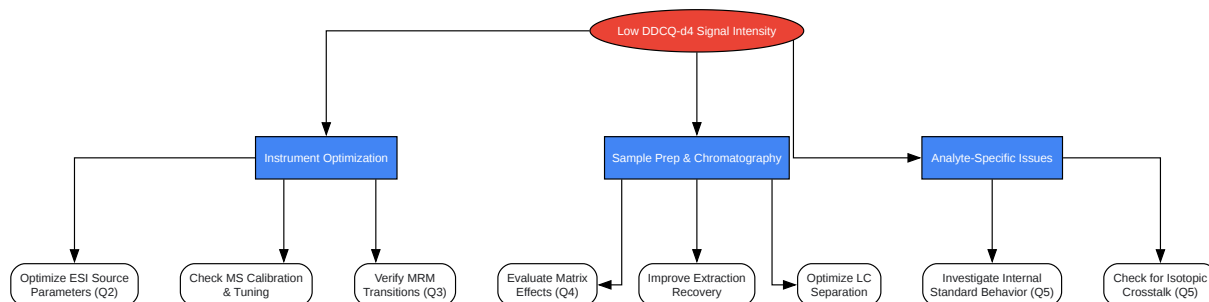 Low DDCQ-d4 Signal Intensity
Instrument Optimization
Sample Prep & Chromatography
Analyte-Specific Issues
Optimize ESI Source
Parameters (Q2)
Check MS Calibration
& Tuning
Verify MRM
Transitions (Q3)
Evaluate Matrix
Effects (Q4)
Improve Extraction
Recovery
Optimize LC
Separation
Investigate Internal
Standard Behavior (Q5)
Check for Isotopic
Crosstalk (Q5)